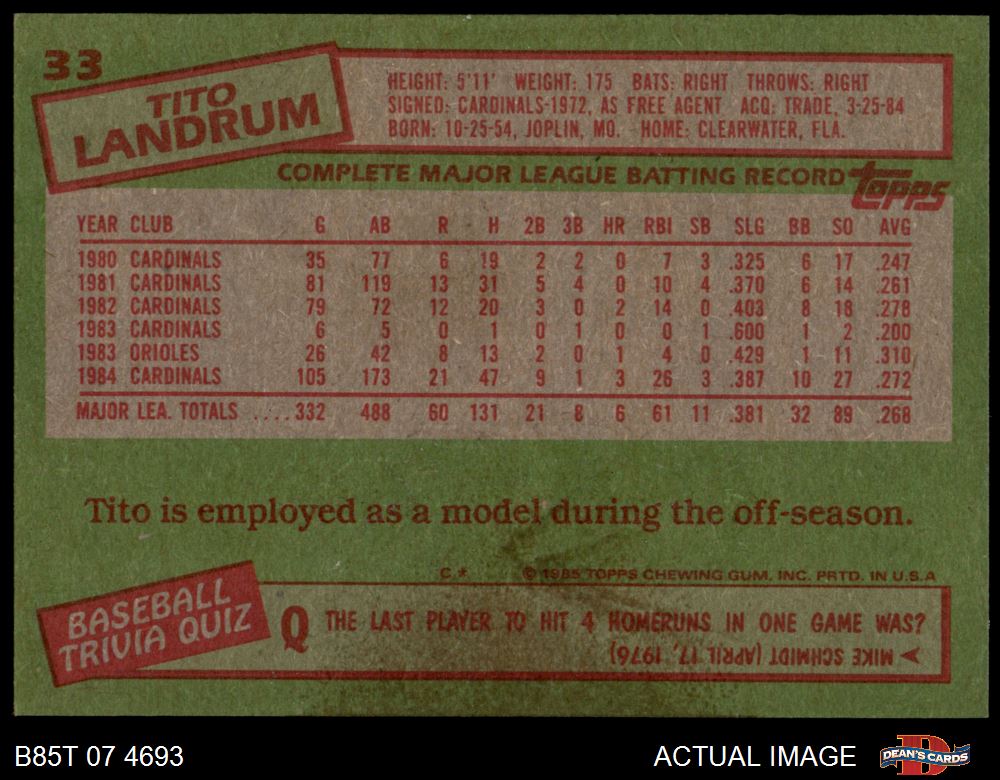 33
TITO
LANDRUM
HEIGHT: 5'11' WEIGHT: 175 BATS: RIGHT THROWS: RIGHT
SIGNED: CARDINALS-1972, AS FREE AGENT ACQ: TRADE, 3-25-84
BORN: 10-25-54, JOPLIN, MO. HOME: CLEARWATER, FLA.
COMPLETE MAJOR LEAGUE BATTING RECORD topps
YEAR CLUB G AB R H 2B 3B HR RBI SB SLG BB SO AVG
1980 CARDINALS 35 77 6 19 2 2 0 7 3 .325 6 17 .247
1981 CARDINALS 81 119 13 31 5 4 0 10 4 .370 6 14 .261
1982 CARDINALS 79 72 12 20 3 0 2 14 0 .403 8 18 .278
1983 CARDINALS 6 5 0 1 0 1 0 0 1 .600 1 2 .200
1983 ORIOLES 26 42 8 13 2 0 1 4 0 .429 1 11 .310
1984 CARDINALS 105 173 21 47 9 1 3 26 3 .387 10 27 .272
MAJOR LEA. TOTALS ....332 488 60 131 21 8 6 61 11 .381 32 89 .268
Tito is employed as a model during the off-season.
C* © 1985 TOPPS CHEWING GUM, INC. PRTD. IN U.S.A
BASEBALL
TRIVIA QUIZ
Q THE LAST PLAYER TO HIT 4 HOMERUNS IN ONE GAME WAS?
MIKE SCHMIDT (APRIL 17, 1976)
B85T 07 4693 ACTUAL IMAGE DEAN'S CARDS